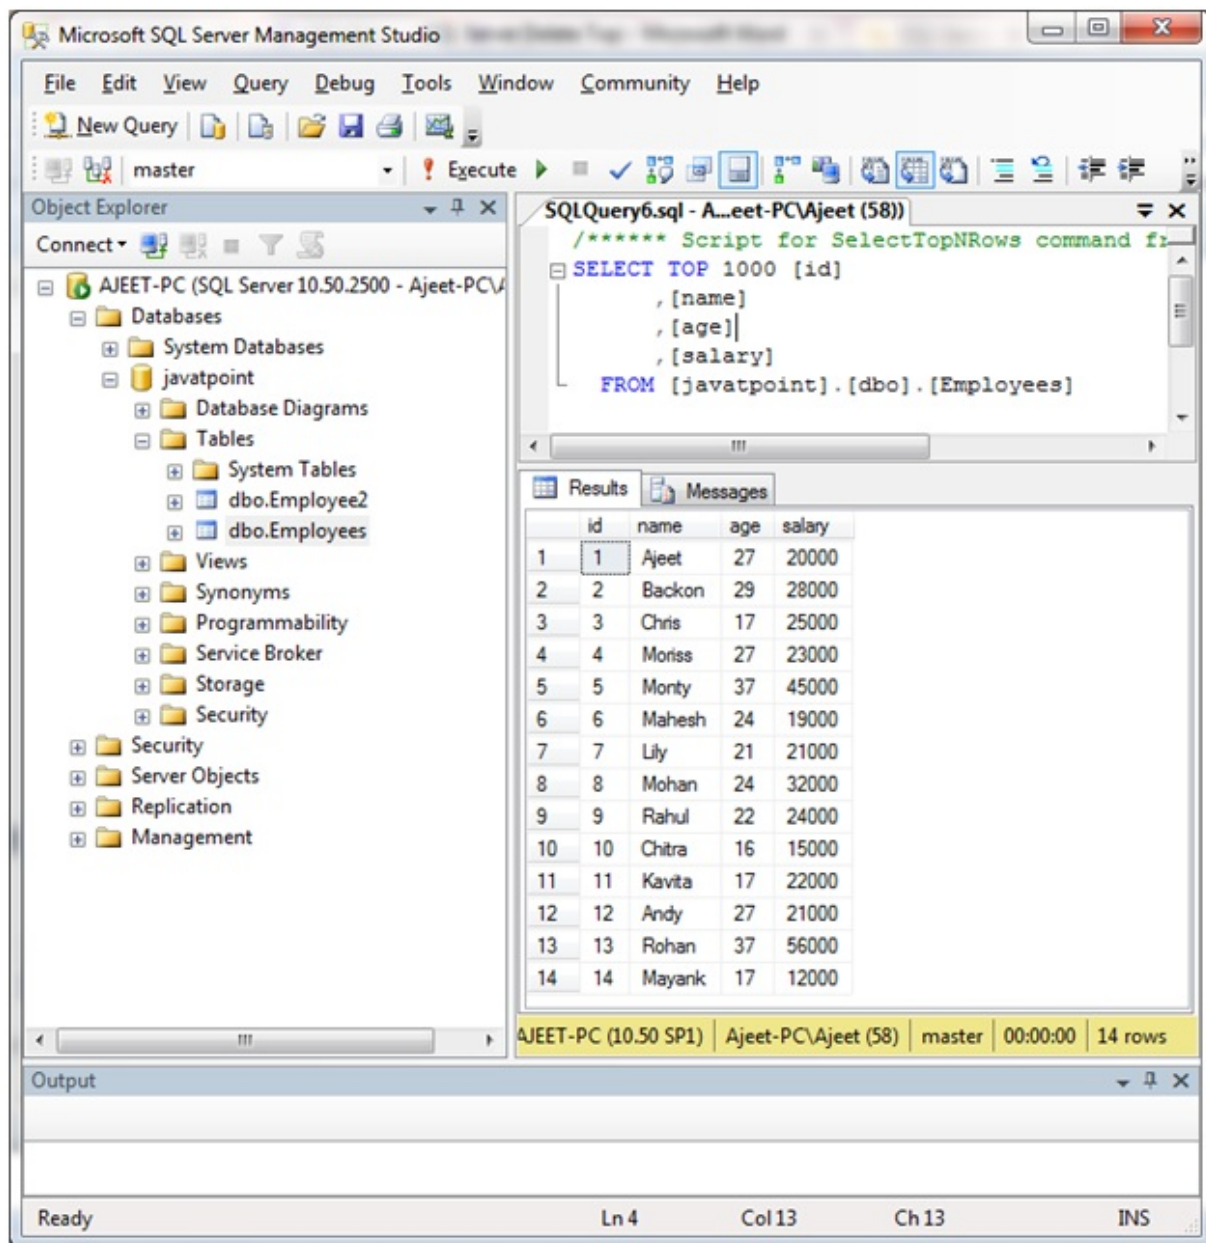 Microsoft SQL Server Management Studio
File Edit View Query Debug Tools Window Community Help
New Query
master Execute
Object Explorer
Connect
AJEET-PC (SQL Server 10.50.2500 - Ajeet-PC\A
Databases
System Databases
javatpoint
Database Diagrams
Tables
System Tables
dbo.Employee2
dbo.Employees
Views
Synonyms
Programmability
Service Broker
Storage
Security
Security
Server Objects
Replication
Management
SQLQuery6.sql - A...eet-PC\Ajeet (58))
/****** Script for SelectTopNRows command fr
SELECT TOP 1000 [id]
,[name]
,[age]
,[salary]
FROM [javatpoint].[dbo].[Employees]
Results Messages
id name age salary
1 1 Ajeet 27 20000
2 2 Backon 29 28000
3 3 Chris 17 25000
4 4 Moriss 27 23000
5 5 Monty 37 45000
6 6 Mahesh 24 19000
7 7 Lily 21 21000
8 8 Mohan 24 32000
9 9 Rahul 22 24000
10 10 Chitra 16 15000
11 11 Kavita 17 22000
12 12 Andy 27 21000
13 13 Rohan 37 56000
14 14 Mayank 17 12000
AJEET-PC (10.50 SP1) Ajeet-PC\Ajeet (58) master 00:00:00 14 rows
Output
Ready Ln 4 Col 13 Ch 13 INS